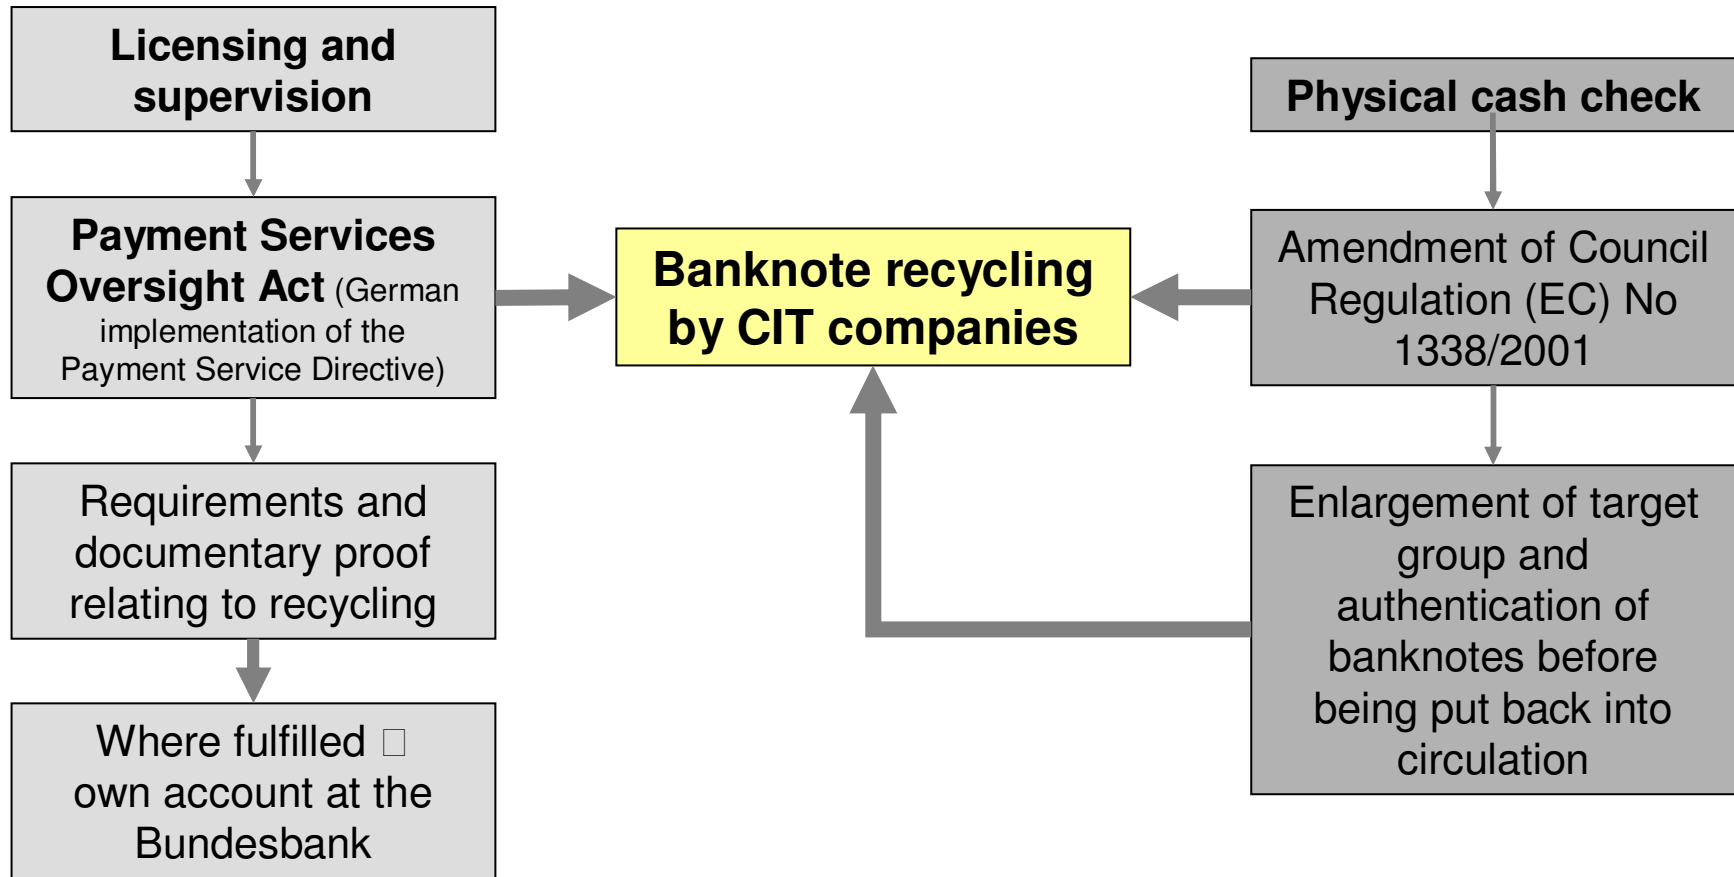 Licensing and
supervision
Payment Services
Oversight Act (German
implementation of the
Payment Service Directive)
Requirements and
documentary proof
relating to recycling
Where fulfilled □
own account at the
Bundesbank
Banknote recycling
by CIT companies
Physical cash check
Amendment of Council
Regulation (EC) No
1338/2001
Enlargement of target
group and
authentication of
banknotes before
being put back into
circulation